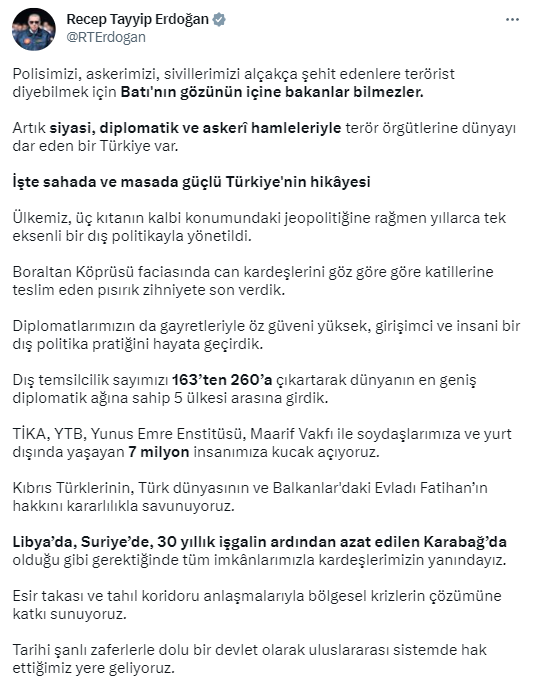 Recep Tayyip Erdoğan
@RTErdogan
Polisimizi, askerimizi, sivillerimizi alçakça şehit edenlere terörist
diyebilmek için Batı'nın gözünün içine bakanlar bilmezler.
Artık siyasi, diplomatik ve askerî hamleleriyle terör örgütlerine dünyayı
dar eden bir Türkiye var.
İşte sahada ve masada güçlü Türkiye'nin hikâyesi
Ülkemiz, üç kıtanın kalbi konumundaki jeopolitiğine rağmen yıllarca tek
eksenli bir dış politikayla yönetildi.
Boraltan Köprüsü faciasında can kardeşlerini göz göre göre katillerine
teslim eden pısırık zihniyete son verdik.
Diplomatlarımızın da gayretleriyle öz güveni yüksek, girişimci ve insani bir
dış politika pratiğini hayata geçirdik.
Dış temsilcilik sayımızı 163’ten 260’a çıkartarak dünyanın en geniş
diplomatik ağına sahip 5 ülkesi arasına girdik.
TİKA, YTB, Yunus Emre Enstitüsü, Maarif Vakfı ile soydaşlarımıza ve yurt
dışında yaşayan 7 milyon insanımıza kucak açıyoruz.
Kıbrıs Türklerinin, Türk dünyasının ve Balkanlar'daki Evladı Fatihan’ın
hakkını kararlılıkla savunuyoruz.
Libya’da, Suriye’de, 30 yıllık işgalin ardından azat edilen Karabağ’da
olduğu gibi gerektiğinde tüm imkânlarımızla kardeşlerimizin yanındayız.
Esir takası ve tahıl koridoru anlaşmalarıyla bölgesel krizlerin çözümüne
katkı sunuyoruz.
Tarihi şanlı zaferlerle dolu bir devlet olarak uluslararası sistemde hak
ettiğimiz yere geliyoruz.